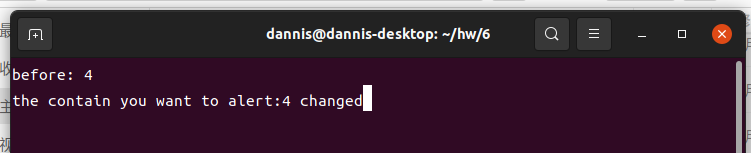 dannis@dannis-desktop: ~/hw/6
before: 4
the contain you want to alert:4 changed